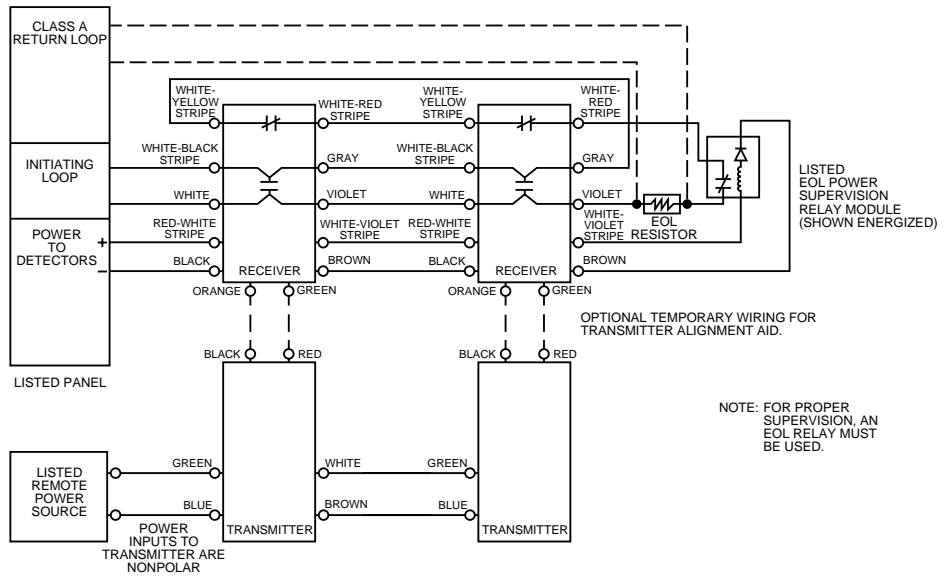 CLASS A
RETURN LOOP
WHITE-
YELLOW
STRIPE
WHITE-RED
STRIPE
WHITE-
YELLOW
STRIPE
WHITE-
RED
STRIPE
INITIATING
LOOP
WHITE-BLACK
STRIPE
GRAY
WHITE-BLACK
STRIPE
GRAY
WHITE
VIOLET
WHITE
VIOLET
EOL
RESISTOR
LISTED
EOL POWER
SUPERVISION
RELAY MODULE
(SHOWN ENERGIZED)
POWER
TO
DETECTORS
+
–
RED-WHITE
STRIPE
WHITE-VIOLET
STRIPE
RED-WHITE
STRIPE
WHITE-
VIOLET
STRIPE
BLACK
RECEIVER
BROWN
BLACK
RECEIVER
BROWN
ORANGE
GREEN
ORANGE
GREEN
OPTIONAL TEMPORARY WIRING FOR
TRANSMITTER ALIGNMENT AID.
BLACK
RED
BLACK
RED
LISTED PANEL
NOTE: FOR PROPER
SUPERVISION, AN
EOL RELAY MUST
BE USED.
LISTED
REMOTE
POWER
SOURCE
GREEN
WHITE
GREEN
BLUE
BROWN
BLUE
TRANSMITTER
TRANSMITTER
POWER
INPUTS TO
TRANSMITTER ARE
NONPOLAR